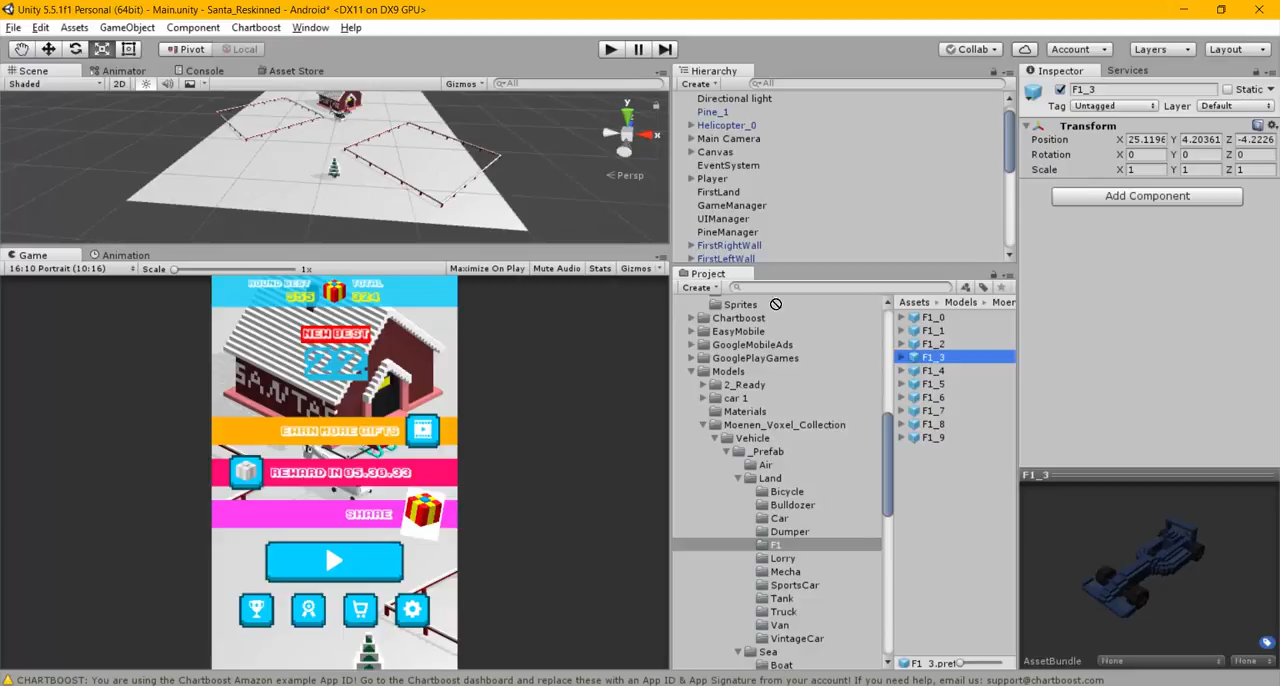 Unity 5.5.1f1 Personal (64bit) - Main.unity - Santa_Reskinned - Android* <DX11 on DX9 GPU>
File Edit Assets GameObject Component Chartboost Window Help
Pivot Local Collab Account Layers Layout
Scene Animator Console Asset Store
Shaded 2D Gizmos All
y
x
Persp
Game Animation
16:10 Portrait (10:16) Scale 1x Maximize On Play Mute Audio Stats Gizmos
ROUND BEST TOTAL
355 324
NEW BEST
222
SANTA
EARN MORE GIFTS
REWARD IN 05.30.33
SHARE
Hierarchy
Create All
Directional light
Pine_1
Helicopter_0
Main Camera
Canvas
EventSystem
Player
FirstLand
GameManager
UIManager
PineManager
FirstRightWall
FirstLeftWall
Project
Create
Sprites
Chartboost
EasyMobile
GoogleMobileAds
GooglePlayGames
Models
2_Ready
car 1
Materials
Moenen_Voxel_Collection
Vehicle
_Prefab
Air
Land
Bicycle
Bulldozer
Car
Dumper
F1
Lorry
Mecha
SportsCar
Tank
Truck
Van
VintageCar
Sea
Boat
Assets Models Moer
F1_0
F1_1
F1_2
F1_3
F1_4
F1_5
F1_6
F1_7
F1_8
F1_9
F1_3.pref
Inspector Services
F1_3 Static
Tag Untagged Layer Default
Transform
Position X 25.1196 Y 4.20361 Z -4.2226
Rotation X 0 Y 0 Z 0
Scale X 1 Y 1 Z 1
Add Component
F1_3
AssetBundle None None
CHARTBOOST: You are using the Chartboost Amazon example App ID! Go to the Chartboost dashboard and replace these with an App ID & App Signature from your account! If you need help, email us: support@chartboost.com